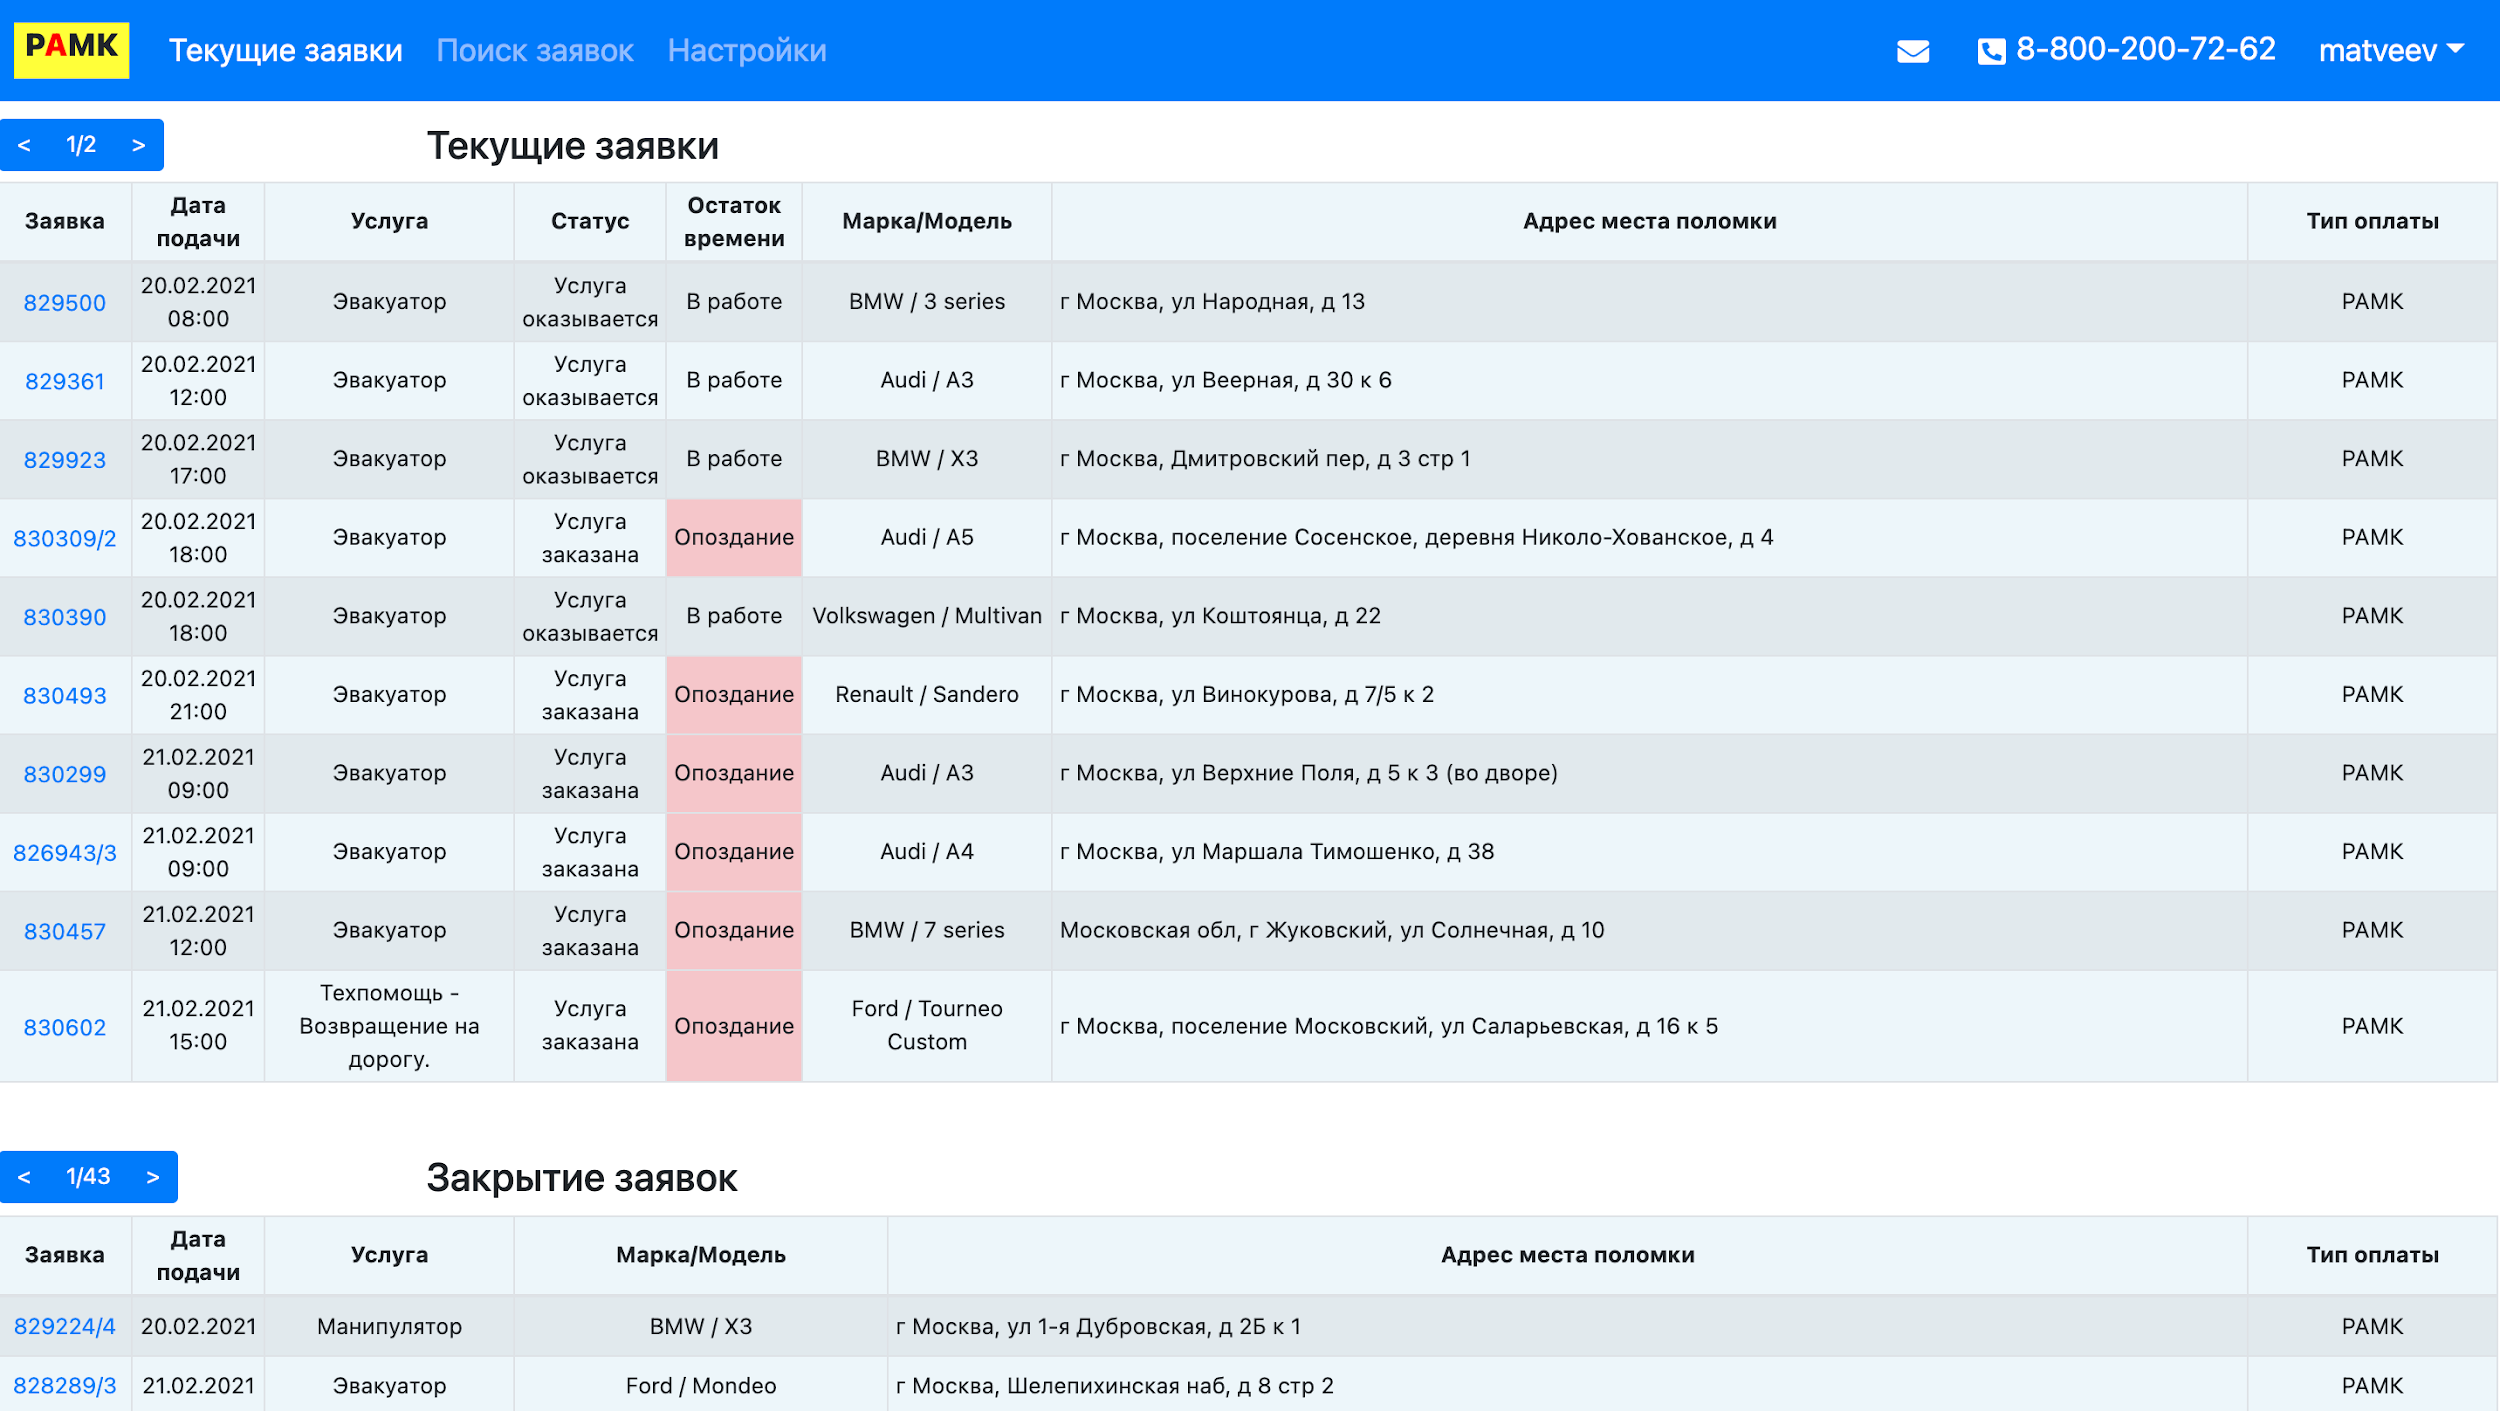 РАМК Текущие заявки Поиск заявок Настройки 8-800-200-72-62 matveev
< 1/2 > Текущие заявки
Заявка Дата подачи Услуга Статус Остаток времени Марка/Модель Адрес места поломки Тип оплаты
829500 20.02.2021 08:00 Эвакуатор Услуга оказывается В работе BMW / 3 series г Москва, ул Народная, д 13 РАМК
829361 20.02.2021 12:00 Эвакуатор Услуга оказывается В работе Audi / A3 г Москва, ул Веерная, д 30 к 6 РАМК
829923 20.02.2021 17:00 Эвакуатор Услуга оказывается В работе BMW / X3 г Москва, Дмитровский пер, д 3 стр 1 РАМК
830309/2 20.02.2021 18:00 Эвакуатор Услуга заказана Опоздание Audi / A5 г Москва, поселение Сосенское, деревня Николо-Хованское, д 4 РАМК
830390 20.02.2021 18:00 Эвакуатор Услуга оказывается В работе Volkswagen / Multivan г Москва, ул Коштоянца, д 22 РАМК
830493 20.02.2021 21:00 Эвакуатор Услуга заказана Опоздание Renault / Sandero г Москва, ул Винокурова, д 7/5 к 2 РАМК
830299 21.02.2021 09:00 Эвакуатор Услуга заказана Опоздание Audi / A3 г Москва, ул Верхние Поля, д 5 к 3 (во дворе) РАМК
826943/3 21.02.2021 09:00 Эвакуатор Услуга заказана Опоздание Audi / A4 г Москва, ул Маршала Тимошенко, д 38 РАМК
830457 21.02.2021 12:00 Эвакуатор Услуга заказана Опоздание BMW / 7 series Московская обл, г Жуковский, ул Солнечная, д 10 РАМК
830602 21.02.2021 15:00 Техпомощь - Возвращение на дорогу. Услуга заказана Опоздание Ford / Tourneo Custom г Москва, поселение Московский, ул Саларьевская, д 16 к 5 РАМК
< 1/43 > Закрытие заявок
Заявка Дата подачи Услуга Марка/Модель Адрес места поломки Тип оплаты
829224/4 20.02.2021 Манипулятор BMW / X3 г Москва, ул 1-я Дубровская, д 2Б к 1 РАМК
828289/3 21.02.2021 Эвакуатор Ford / Mondeo г Москва, Шелепихинская наб, д 8 стр 2 РАМК